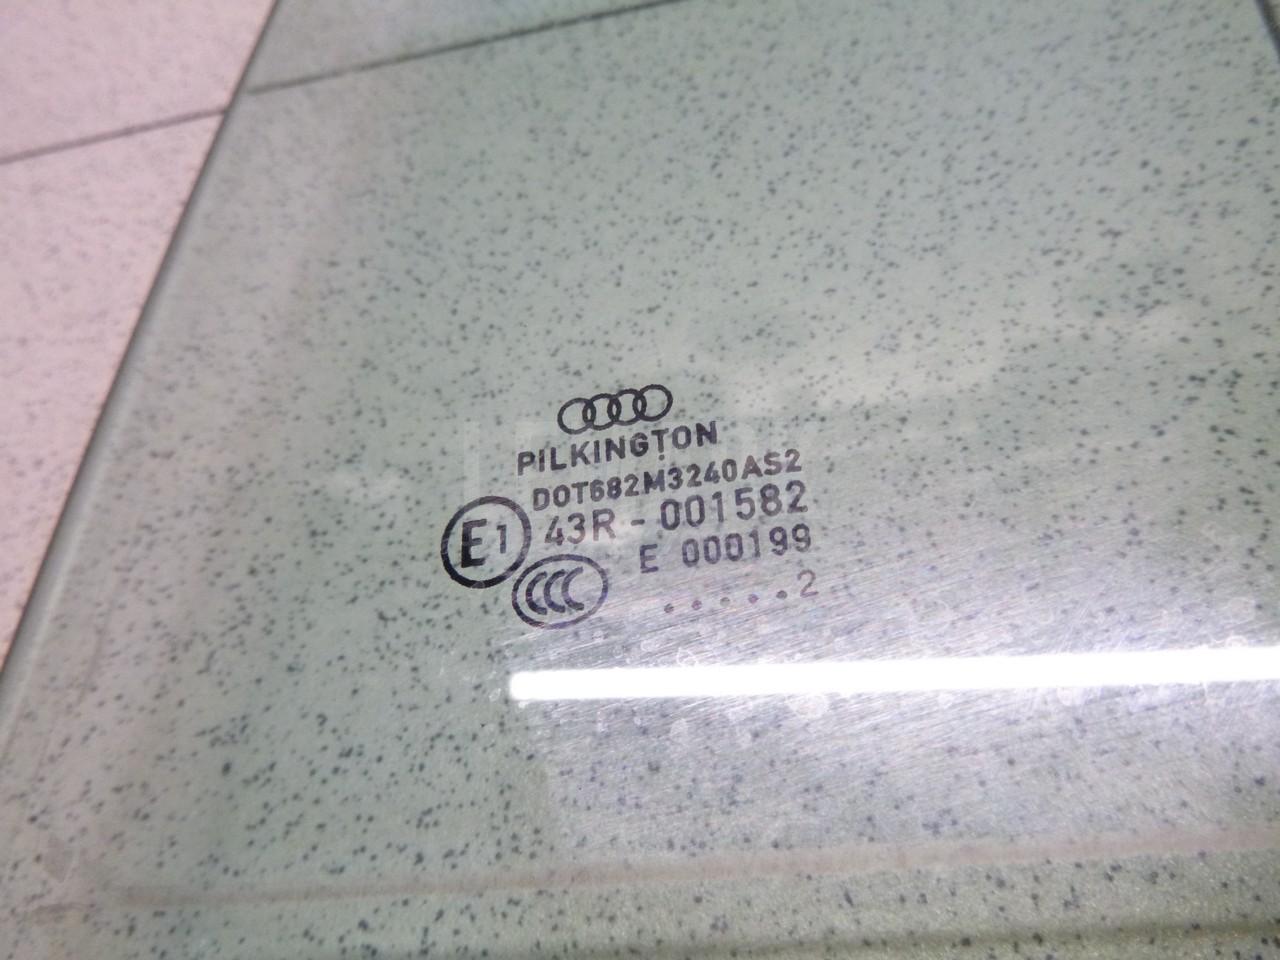 PILKINGTON
DOT682M3240AS2
E1 43R - 001582
E 000199
CCC
......2